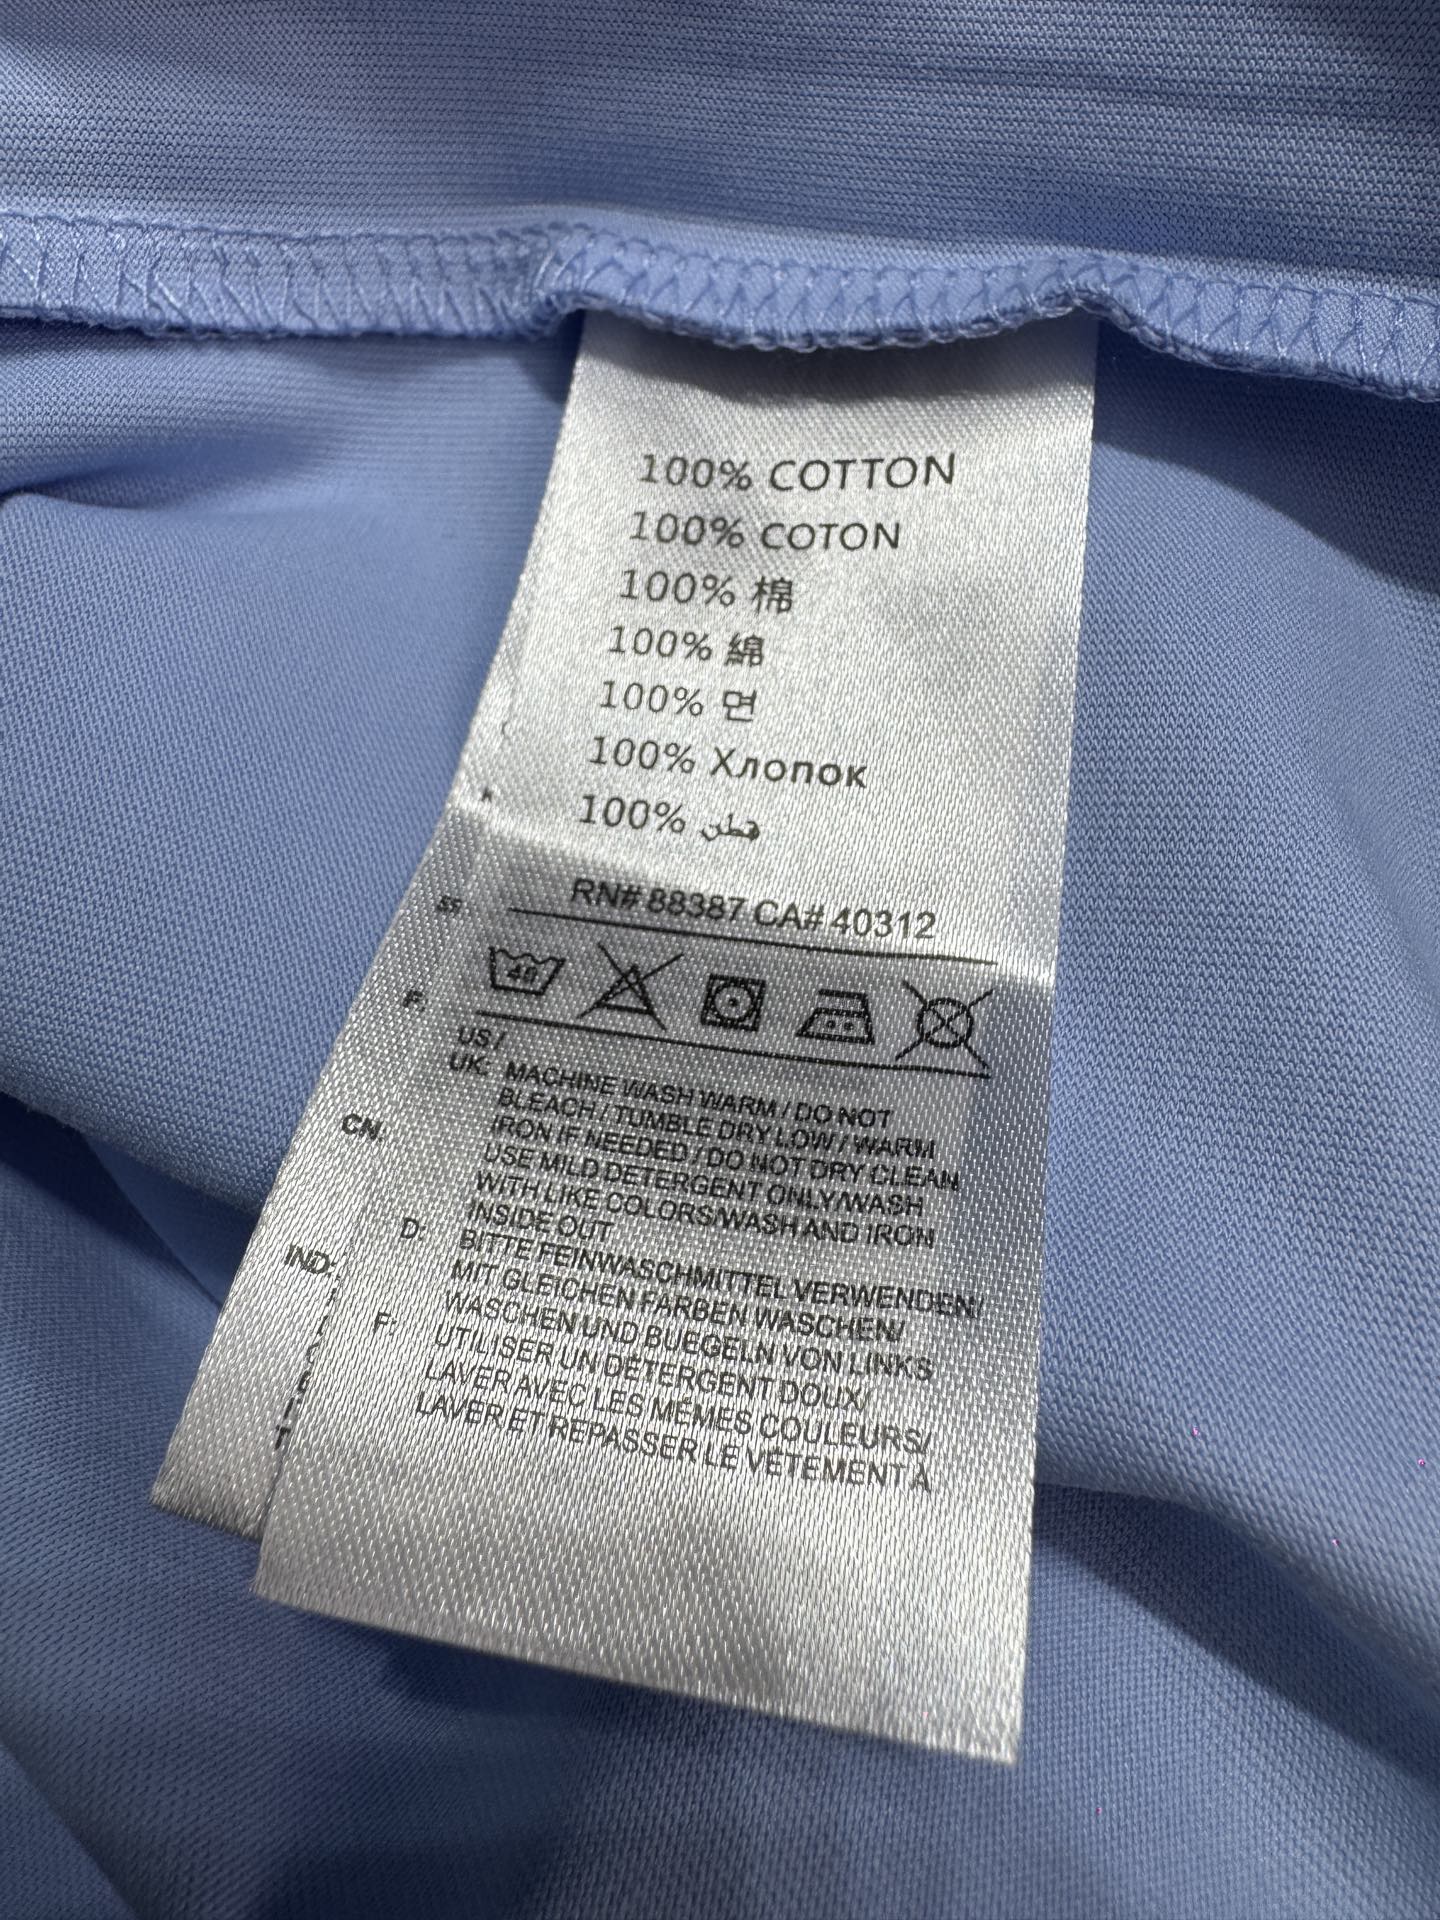 100% COTTON
100% COTON
100% 棉
100% 綿
100% 면
100% Хлопок
100% قطن
RN# 88387 CA# 40312
40
US/
UK: MACHINE WASH WARM / DO NOT
BLEACH / TUMBLE DRY LOW / WARM
IRON IF NEEDED / DO NOT DRY CLEAN
USE MILD DETERGENT ONLY/WASH
WITH LIKE COLORS/WASH AND IRON
INSIDE OUT
D: BITTE FEINWASCHMITTEL VERWENDEN/
MIT GLEICHEN FARBEN WASCHEN/
WASCHEN UND BUEGELN VON LINKS
F: UTILISER UN DÉTERGENT DOUX/
LAVER AVEC LES MÊMES COULEURS/
LAVER ET REPASSER LE VÊTEMENT À
F:
CN:
IND: